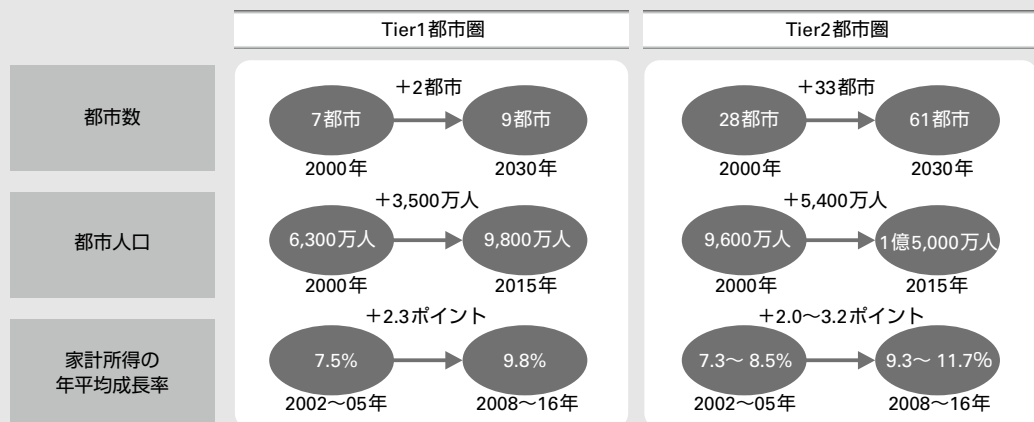 Tier1都市圏
Tier2都市圏
都市数
+2都市
7都市
9都市
2000年
2030年
+33都市
28都市
61都市
2000年
2030年
都市人口
+3,500万人
6,300万人
9,800万人
2000年
2015年
+5,400万人
9,600万人
1億5,000万人
2000年
2015年
家計所得の
年平均成長率
+2.3ポイント
7.5%
9.8%
2002〜05年
2008〜16年
+2.0〜3.2ポイント
7.3〜 8.5%
9.3〜 11.7%
2002〜05年
2008〜16年